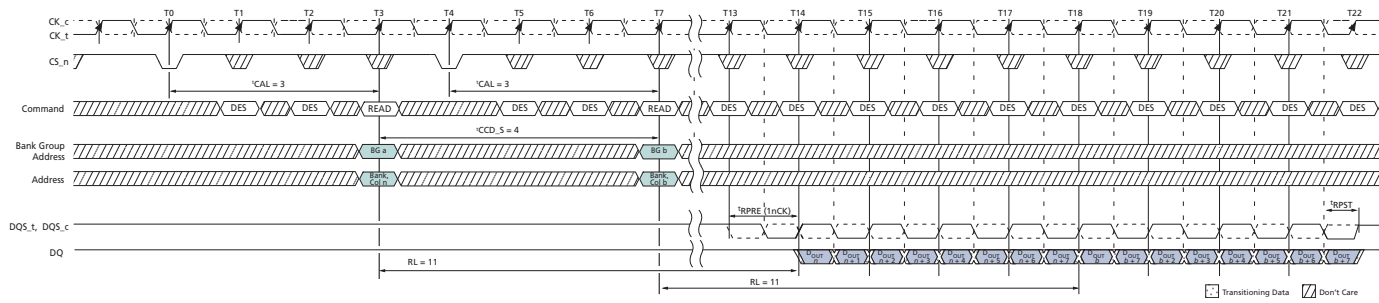 CK_c
CK_t
T0 T1 T2 T3 T4 T5 T6 T7 T13 T14 T15 T16 T17 T18 T19 T20 T22
CS_n
tCAL = 3 tCAL = 3
Command DES DES READ DES DES READ DES DES DES DES DES DES DES DES DES DES
tCCD_S = 4
Bank Group
Address
BG a BG b
Address
Bank, Col n
Bank, Col b
tRPRE (1nCK) tRPST
DQS_t, DQS_c
DQ
DOUT n
DOUT n + 1
DOUT n + 2
DOUT n + 3
DOUT n + 4
DOUT n + 5
DOUT n + 6
DOUT n + 7
DOUT b
DOUT b + 7
DOUT b + 2
DOUT b + 3
DOUT b + 4
DOUT b + 5
DOUT b + 6
DOUT b + 7
RL = 11
RL = 11
Transitioning Data Don't Care